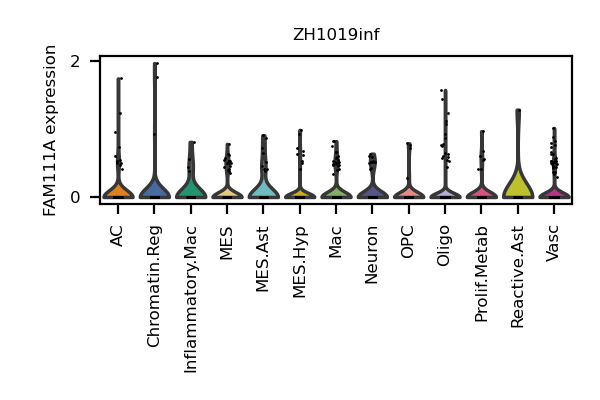 ZH1019inf
FAM111A expression
2
0
AC
Chromatin.Reg
Inflammatory.Mac
MES
MES.Ast
MES.Hyp
Mac
Neuron
OPC
Oligo
Prolif.Metab
Reactive.Ast
Vasc